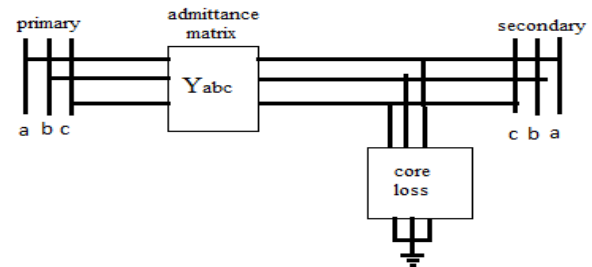 primary
admittance
matrix
secondary
Yabc
a b c
c b a
core
loss